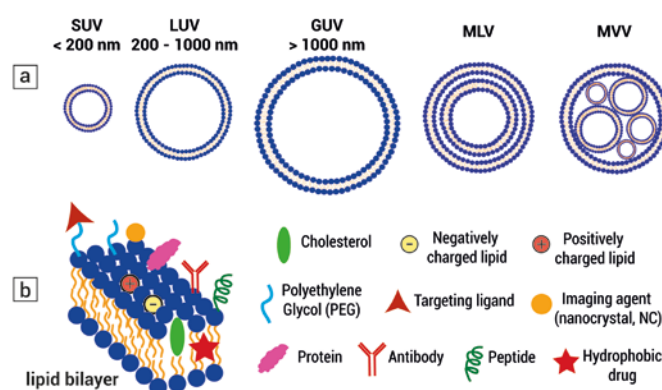 SUV
< 200 nm
LUV
200 - 1000 nm
GUV
> 1000 nm
MLV
MVV
a
b
lipid bilayer
Cholesterol
Negatively
charged lipid
Positively
charged lipid
Polyethylene
Glycol (PEG)
Targeting ligand
Imaging agent
(nanocrystal, NC)
Protein
Antibody
Peptide
Hydrophobic
drug